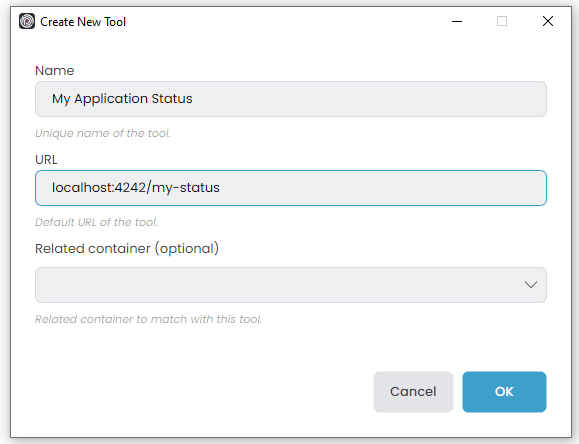 Create New Tool
Name
My Application Status
Unique name of the tool.
URL
localhost:4242/my-status
Default URL of the tool.
Related container (optional)
Related container to match with this tool.
Cancel OK